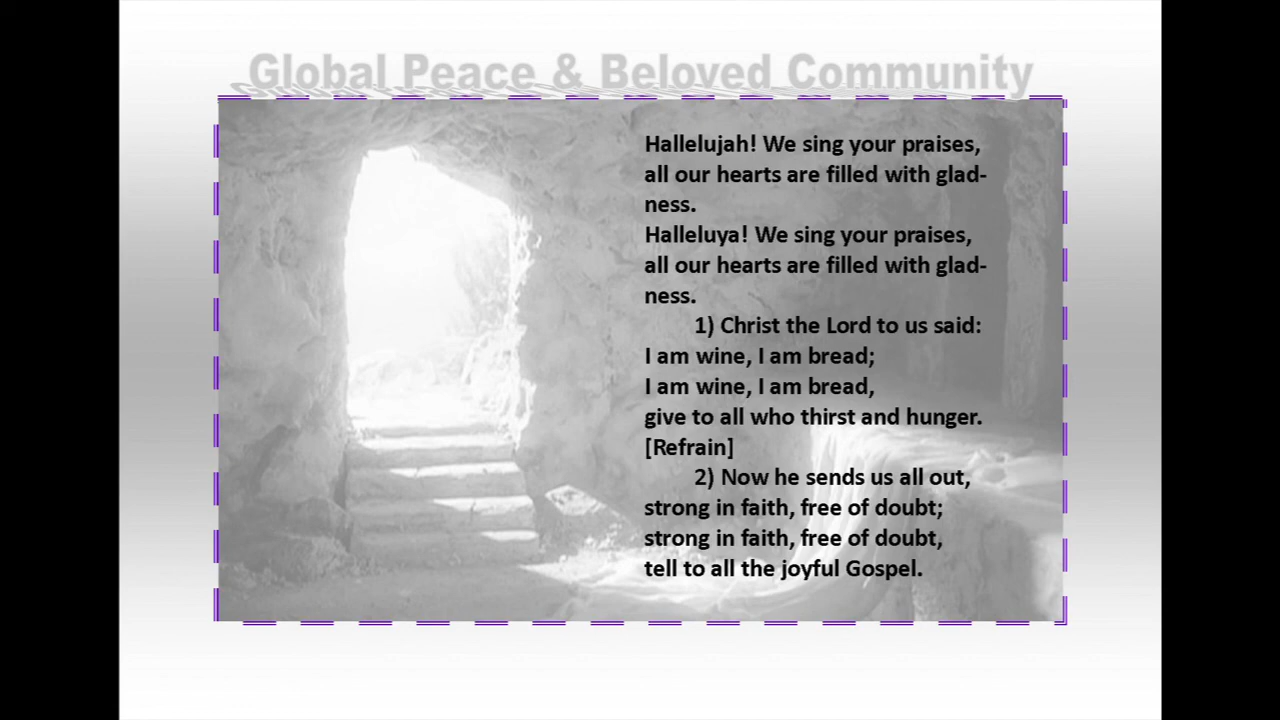 Global Peace & Beloved Community
Hallelujah! We sing your praises,
all our hearts are filled with glad-
ness.
Halleluya! We sing your praises,
all our hearts are filled with glad-
ness.
1) Christ the Lord to us said:
I am wine, I am bread;
I am wine, I am bread,
give to all who thirst and hunger.
[Refrain]
2) Now he sends us all out,
strong in faith, free of doubt;
strong in faith, free of doubt,
tell to all the joyful Gospel.